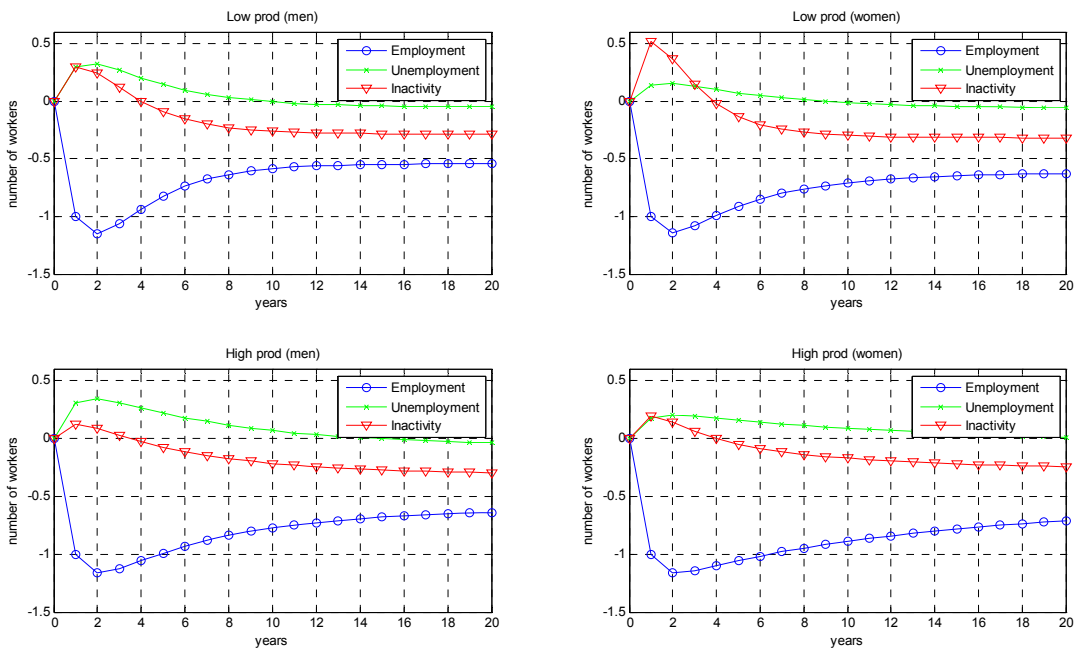 Low prod (men)
0.5
0
-0.5
-1
-1.5
number of workers
Employment
Unemployment
Inactivity
0 2 4 6 8 10 12 14 16 18 20
years
Low prod (women)
0.5
0
-0.5
-1
-1.5
number of workers
Employment
Unemployment
Inactivity
0 2 4 6 8 10 12 14 16 18 20
years
High prod (men)
0.5
0
-0.5
-1
-1.5
number of workers
Employment
Unemployment
Inactivity
0 2 4 6 8 10 12 14 16 18 20
years
High prod (women)
0.5
0
-0.5
-1
-1.5
number of workers
Employment
Unemployment
Inactivity
0 2 4 6 8 10 12 14 16 18 20
years